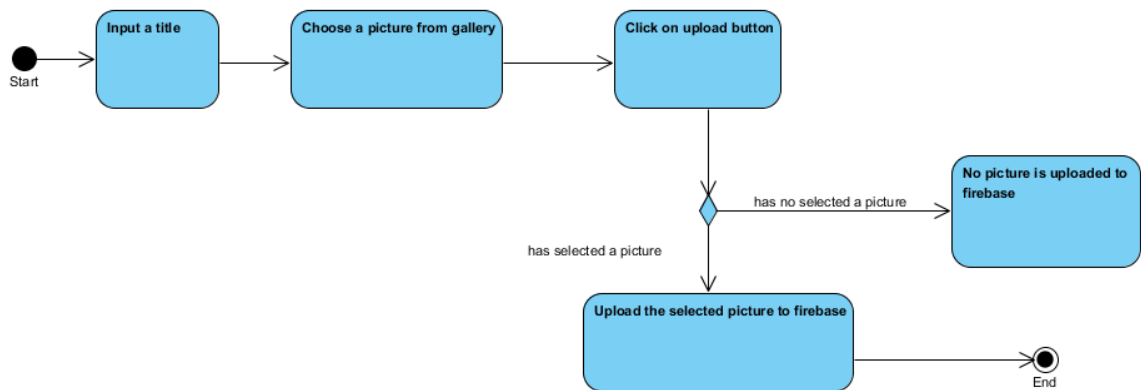 Input a title
Choose a picture from gallery
Click on upload button
Start
No picture is uploaded to
firebase
has no selected a picture
has selected a picture
Upload the selected picture to firebase
End